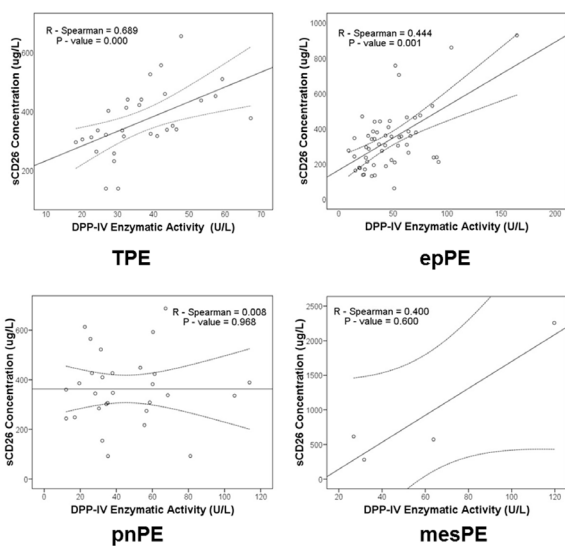 R - Spearman = 0.689
P - value = 0.000
sCD26 Concentration (ug/L)
600
400
200
10 20 30 40 50 60 70
DPP-IV Enzymatic Activity (U/L)
TPE
R - Spearman = 0.444
P - value = 0.001
sCD26 Concentration (ug/L)
1000
800
600
400
200
0
0 50 100 150 200
DPP-IV Enzymatic Activity (U/L)
epPE
R - Spearman = 0.008
P - value = 0.968
sCD26 Concentration (ug/L)
600
400
200
0
0 20 40 60 80 100 120
DPP-IV Enzymatic Activity (U/L)
pnPE
R - Spearman = 0.400
P - value = 0.600
sCD26 Concentration (ug/L)
2500
2000
1500
1000
500
0
20 40 60 80 100 120
DPP-IV Enzymatic Activity (U/L)
mesPE